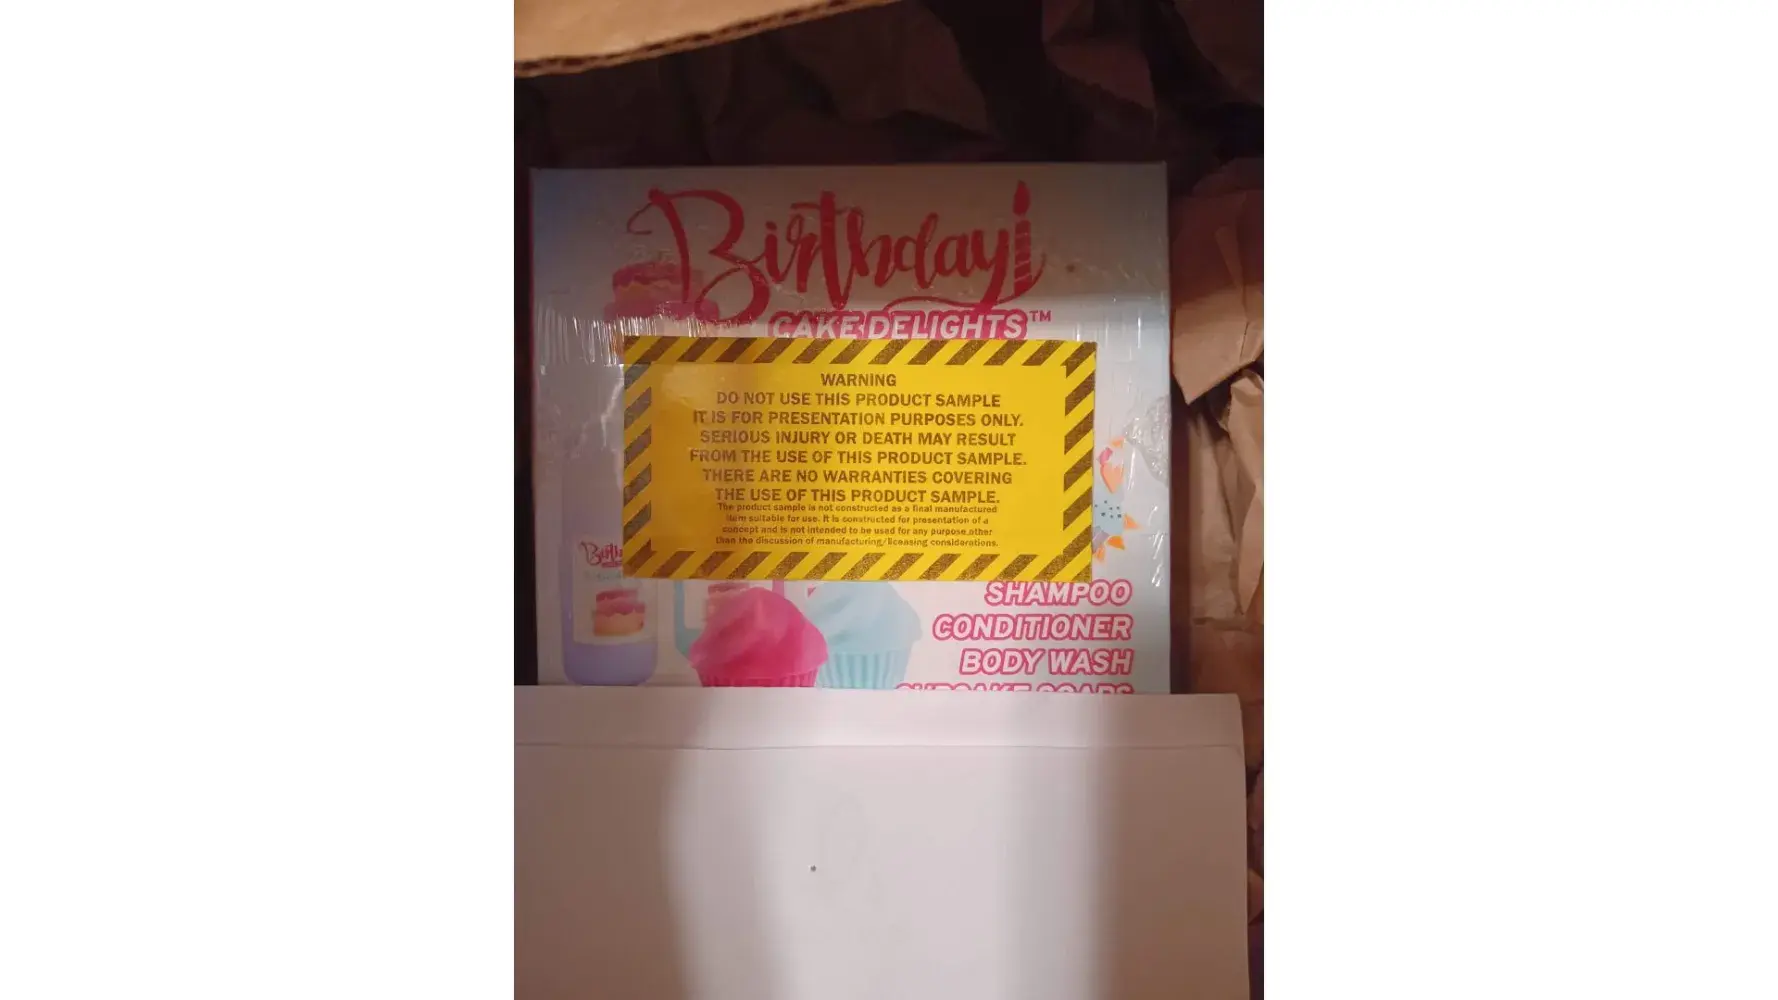 Birthday
CAKE DELIGHTS™
WARNING
DO NOT USE THIS PRODUCT SAMPLE
IT IS FOR PRESENTATION PURPOSES ONLY.
SERIOUS INJURY OR DEATH MAY RESULT
FROM THE USE OF THIS PRODUCT SAMPLE.
THERE ARE NO WARRANTIES COVERING
THE USE OF THIS PRODUCT SAMPLE.
The product sample is not constructed as a final manufactured
item suitable for use. It is constructed for presentation of a
concept and is not intended to be used for any purpose other
than the discussion of manufacturing/licensing considerations.
SHAMPOO
CONDITIONER
BODY WASH
CUPCAKE SOAPS